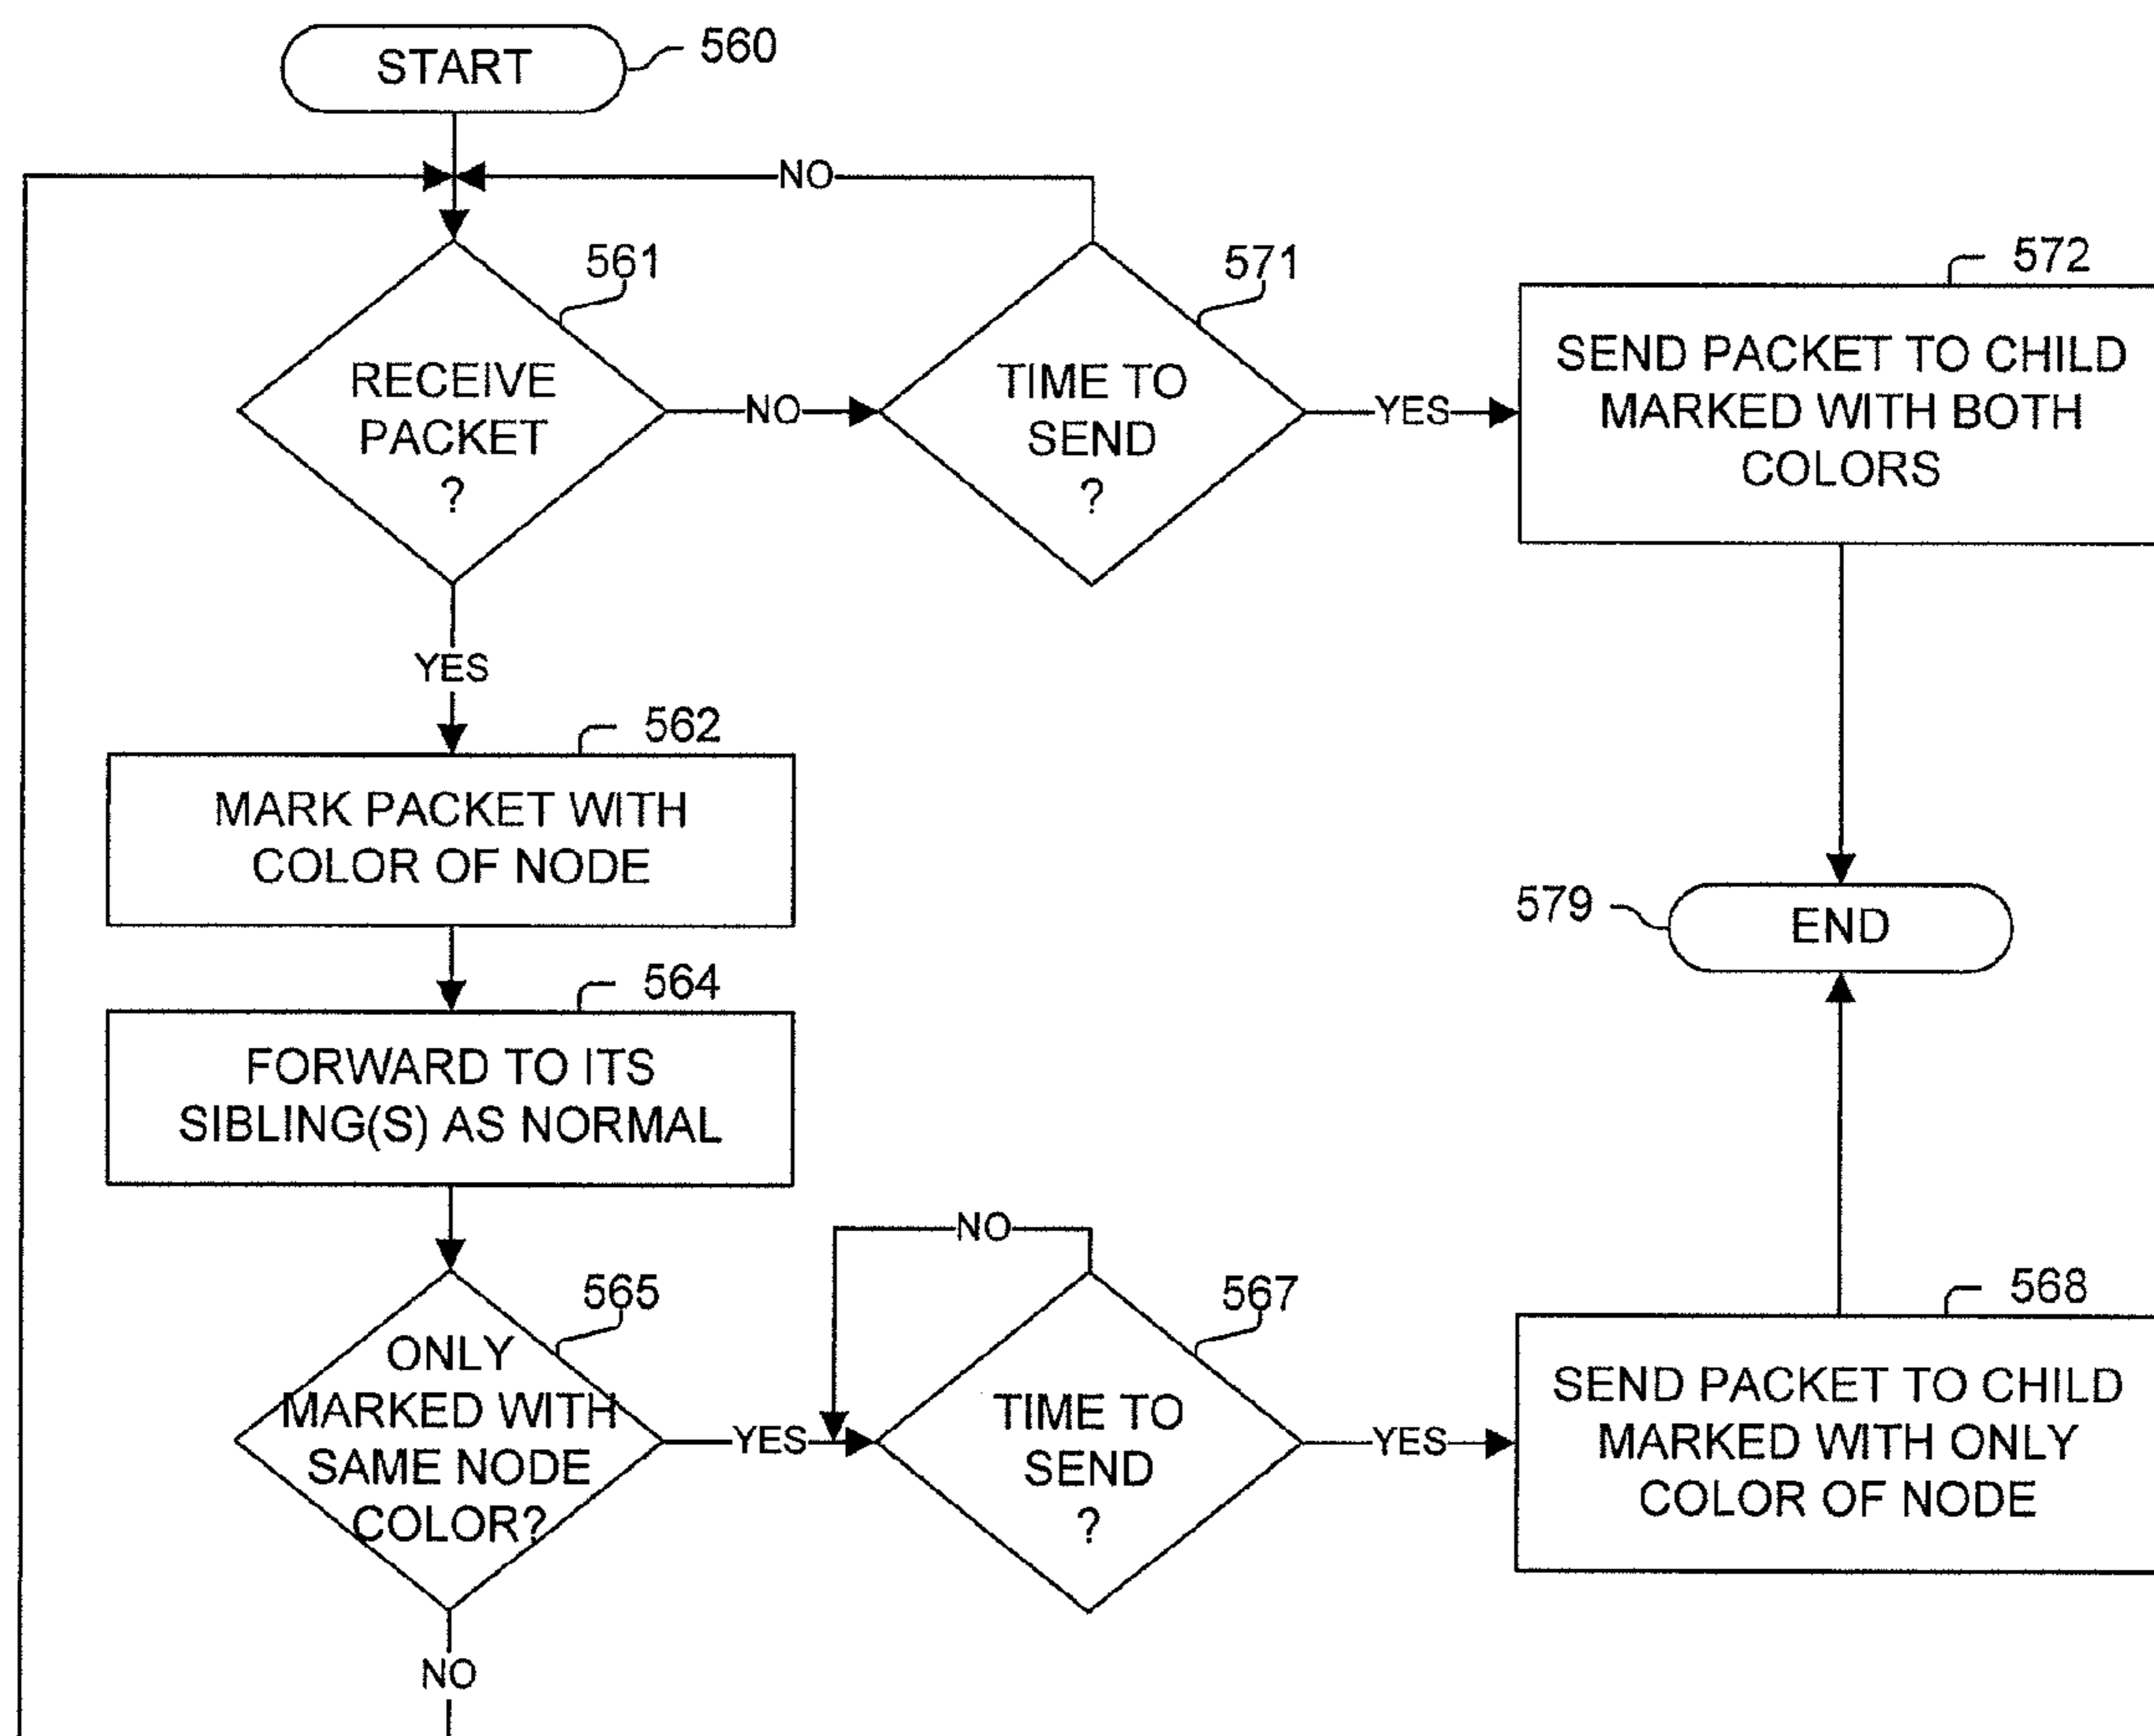 START
560
NO
561
571
572
RECEIVE
PACKET
?
NO
TIME TO
SEND
?
YES
SEND PACKET TO CHILD
MARKED WITH BOTH
COLORS
YES
562
MARK PACKET WITH
COLOR OF NODE
579
END
564
FORWARD TO ITS
SIBLING(S) AS NORMAL
NO
565
567
568
ONLY
MARKED WITH
SAME NODE
COLOR?
YES
TIME TO
SEND
?
YES
SEND PACKET TO CHILD
MARKED WITH ONLY
COLOR OF NODE
NO